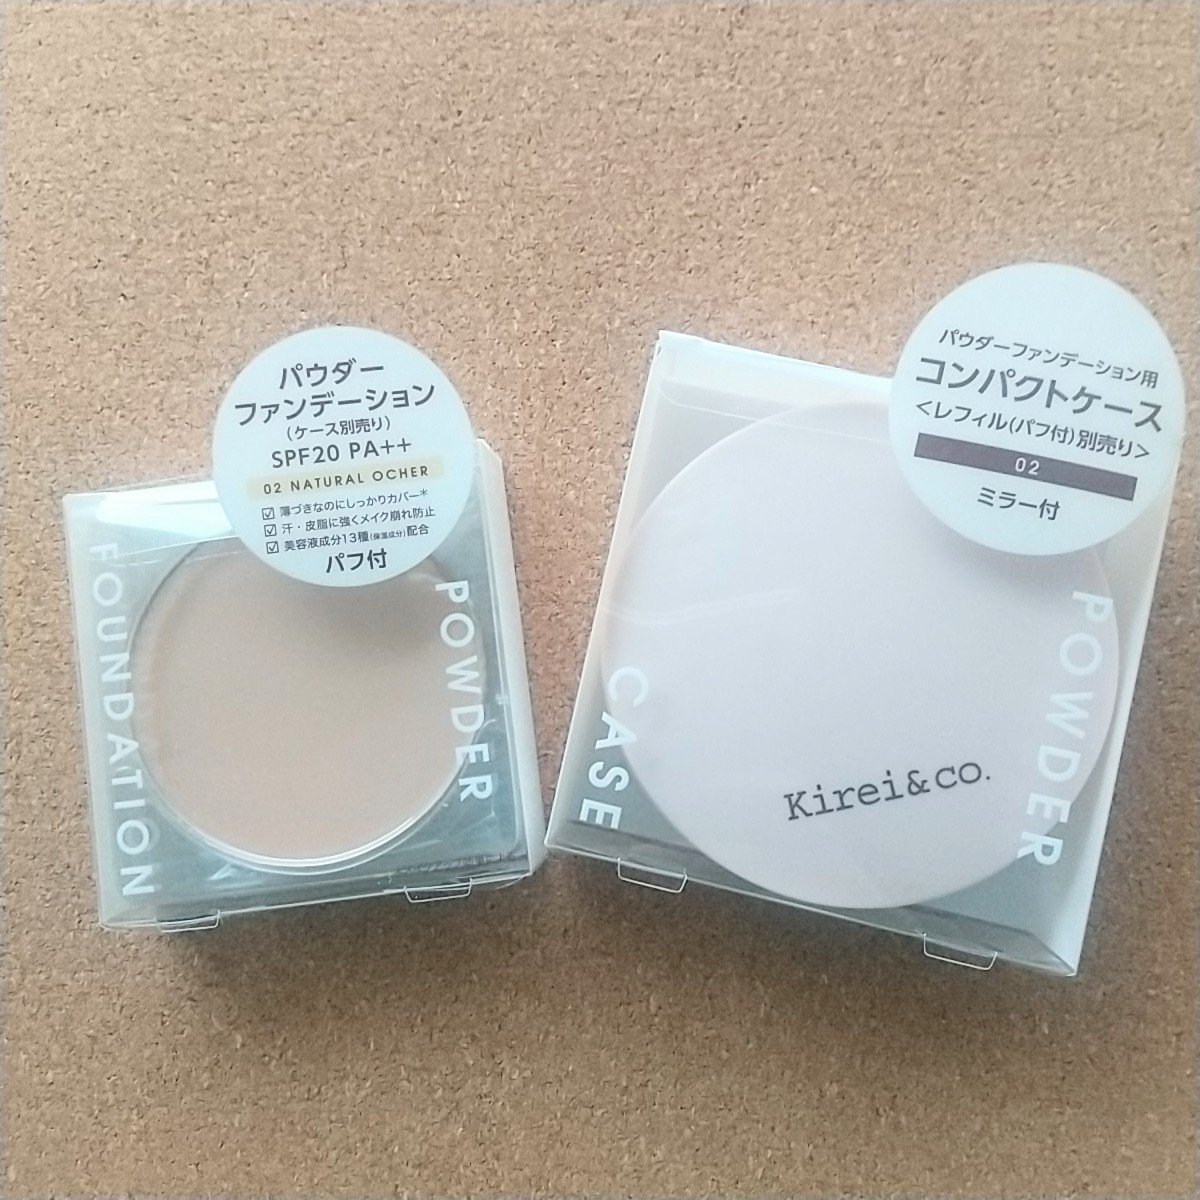 パウダー
ファンデーション
(ケース別売り)
SPF20 PA++
02 NATURAL OCHER
薄づきなのにしっかりカバー*
汗・皮脂に強くメイク崩れ防止
美容液成分13種(保湿成分)配合
パフ付
POWDER
FOUNDATION
パウダーファンデーション用
コンパクトケース
<レフィル(パフ付)別売り>
02
ミラー付
POWDER
CASE
Kirei&co.